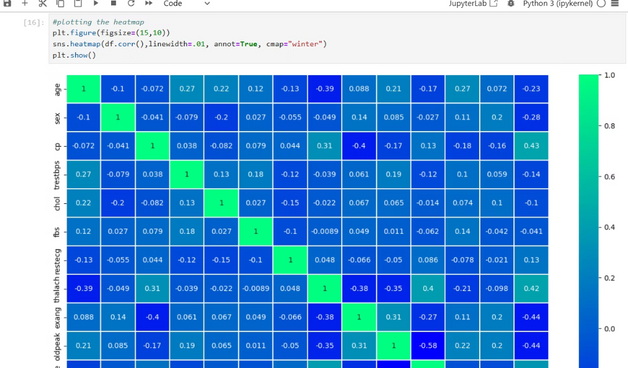 Code
JupyterLab
Python 3 (ipykernel)
[16]:
#plotting the heatmap
plt.figure(figsize=(15,10))
sns.heatmap(df.corr(),linewidth=.01, annot=True, cmap="winter")
plt.show()
age 1 -0.1 -0.072 0.27 0.22 0.12 -0.13 -0.39 0.088 0.21 -0.17 0.27 0.072 -0.23
sex -0.1 1 -0.041 -0.079 -0.2 0.027 -0.055 -0.049 0.14 0.085 -0.027 0.11 0.2 -0.28
cp -0.072 -0.041 1 0.038 -0.082 0.079 0.044 0.31 -0.4 -0.17 0.13 -0.18 -0.16 0.43
trestbps 0.27 -0.079 0.038 1 0.13 0.18 -0.12 -0.039 0.061 0.19 -0.12 0.1 0.059 -0.14
chol 0.22 -0.2 -0.082 0.13 1 0.027 -0.15 -0.022 0.067 0.065 -0.014 0.074 0.1 -0.1
fbs 0.12 0.027 0.079 0.18 0.027 1 -0.1 -0.0089 0.049 0.011 -0.062 0.14 -0.042 -0.041
restecg -0.13 -0.055 0.044 -0.12 -0.15 -0.1 1 0.048 -0.066 -0.05 0.086 -0.078 -0.021 0.13
thalach -0.39 -0.049 0.31 -0.039 -0.022 -0.0089 0.048 1 -0.38 -0.35 0.4 -0.21 -0.098 0.42
exang 0.088 0.14 -0.4 0.061 0.067 0.049 -0.066 -0.38 1 0.31 -0.27 0.11 0.2 -0.44
oldpeak 0.21 0.085 -0.17 0.19 0.065 0.011 -0.05 -0.35 0.31 1 -0.58 0.22 0.2 -0.44
1.0
0.8
0.6
0.4
0.2
0.0